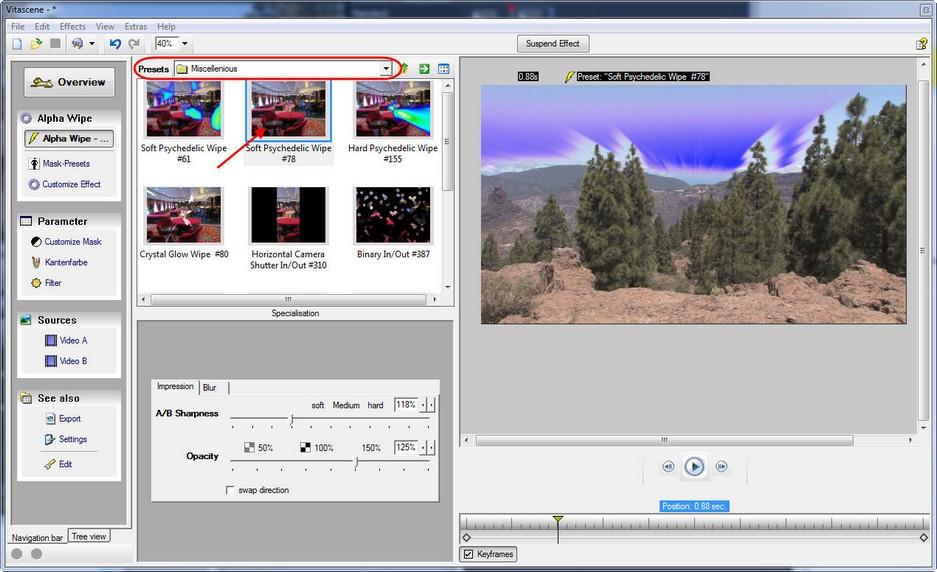 Vitascene - *
File Edit Effects View Extras Help
40%
Suspend Effect
Overview
Alpha Wipe
Alpha Wipe - ...
Mask-Presets
Customize Effect
Parameter
Customize Mask
Kantenfarbe
Filter
Sources
Video A
Video B
See also
Export
Settings
Edit
Navigation bar
Tree view
Presets
Miscellenious
Soft Psychedelic Wipe
#61
Soft Psychedelic Wipe
#78
Hard Psychedelic Wipe
#155
Crystal Glow Wipe #80
Horizontal Camera
Shutter In/Out #310
Binary In/Out #387
Specialisation
Impression
Blur
soft Medium hard
118%
A/B Sharpness
50% 100% 150%
125%
Opacity
swap direction
0.88s
Preset: "Soft Psychedelic Wipe #78"
Position: 0.88 sec.
Keyframes